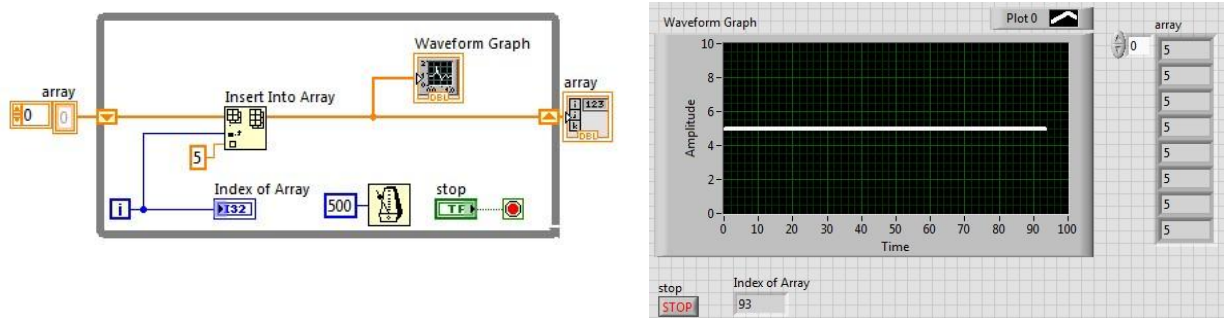 Waveform Graph
DBL
array
0 0
Insert Into Array
5
array
123
DBL
Index of Array
i
I32
500
stop
TF
Waveform Graph
Plot 0
Amplitude
10
8
6
4
2
0
0 10 20 30 40 50 60 70 80 90 100
Time
array
0
5
5
5
5
5
5
5
5
stop
STOP
Index of Array
93